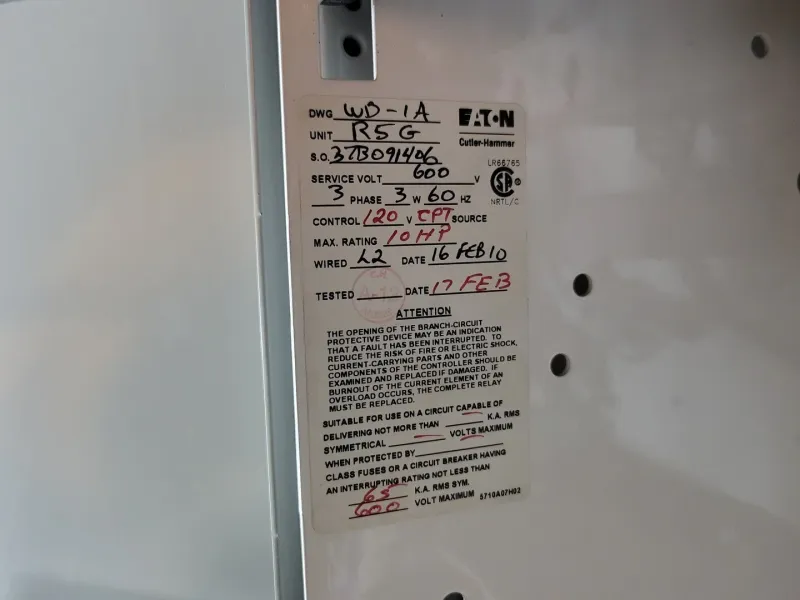 DWG WD-1A
EATON
UNIT R5G
Cutler-Hammer
S.O. 37B091406
LR66765
SERVICE VOLT 600 V
3 PHASE 3 W 60 HZ
NRTL/C
CONTROL 120 V CPT SOURCE
MAX. RATING 10 HP
WIRED L2 DATE 16 FEB 10
TESTED DATE 17 FEB
ATTENTION
THE OPENING OF THE BRANCH-CIRCUIT
PROTECTIVE DEVICE MAY BE AN INDICATION
THAT A FAULT HAS BEEN INTERRUPTED. TO
REDUCE THE RISK OF FIRE OR ELECTRIC SHOCK,
CURRENT-CARRYING PARTS AND OTHER
COMPONENTS OF THE CONTROLLER SHOULD BE
EXAMINED AND REPLACED IF DAMAGED. IF
BURNOUT OF THE CURRENT ELEMENT OF AN
OVERLOAD OCCURS, THE COMPLETE RELAY
MUST BE REPLACED.
SUITABLE FOR USE ON A CIRCUIT CAPABLE OF
DELIVERING NOT MORE THAN K.A. RMS
SYMMETRICAL VOLTS MAXIMUM
WHEN PROTECTED BY
CLASS FUSES OR A CIRCUIT BREAKER HAVING
AN INTERRUPTING RATING NOT LESS THAN
65 K.A. RMS SYM.
600 VOLT MAXIMUM 5710A07H02